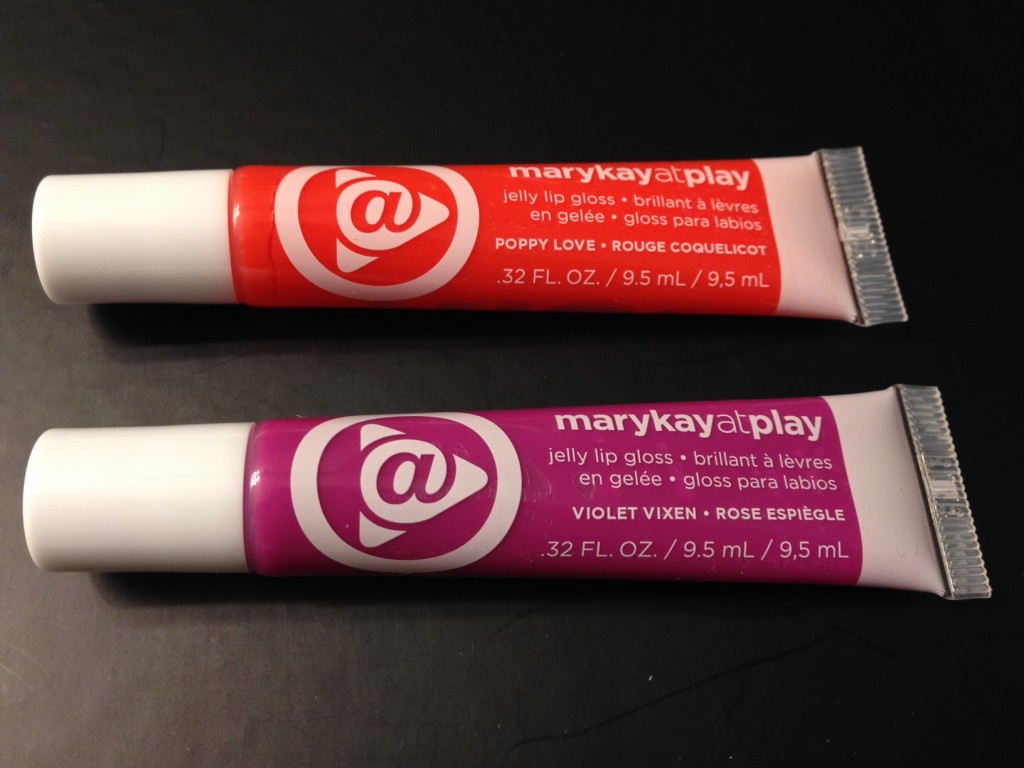 @
marykayatplay
jelly lip gloss • brillant à lèvres
en gelée • gloss para labios
POPPY LOVE • ROUGE COQUELICOT
.32 FL. OZ. / 9.5 mL / 9,5 mL
@
marykayatplay
jelly lip gloss • brillant à lèvres
en gelée • gloss para labios
VIOLET VIXEN • ROSE ESPIÈGLE
.32 FL. OZ. / 9.5 mL / 9,5 mL